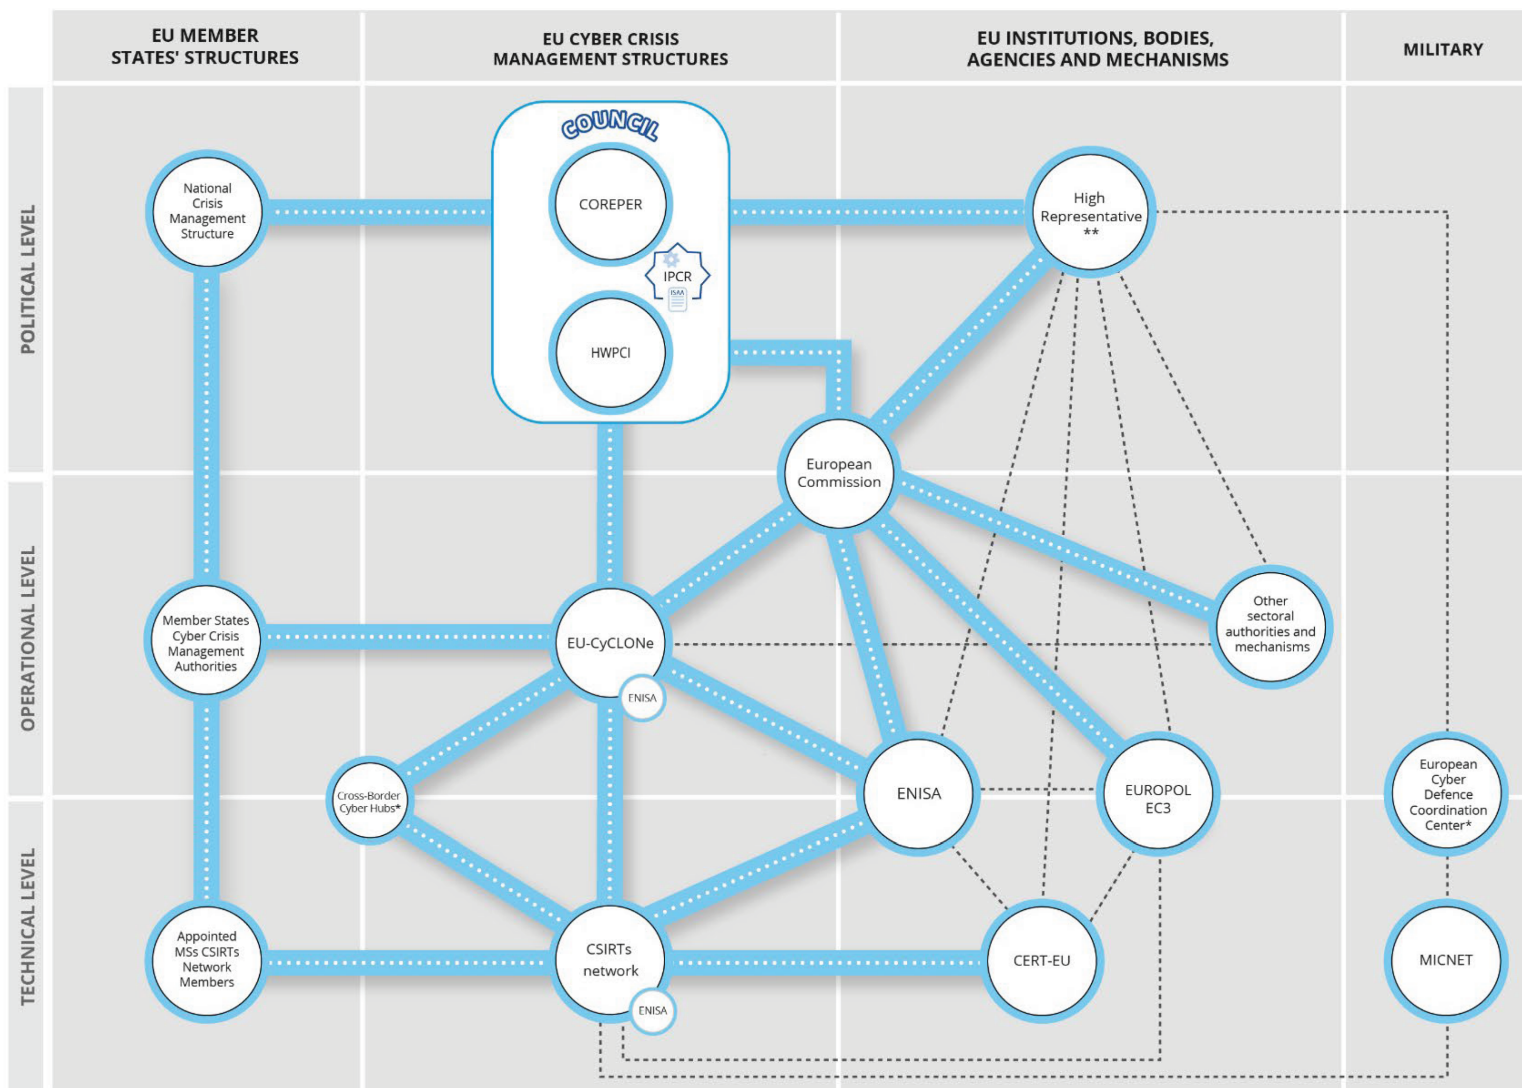 EU MEMBER
STATES' STRUCTURES
EU CYBER CRISIS
MANAGEMENT STRUCTURES
EU INSTITUTIONS, BODIES,
AGENCIES AND MECHANISMS
MILITARY
POLITICAL LEVEL
National
Crisis
Management
Structure
COUNCIL
COREPER
IPCR
ISAA
HWPCI
High
Representative
**
European
Commission
OPERATIONAL LEVEL
Member States
Cyber Crisis
Management
Authorities
EU-CyCLONe
ENISA
Other
sectoral
authorities and
mechanisms
Cross-Border
Cyber Hubs*
ENISA
EUROPOL
EC3
European
Cyber
Defence
Coordination
Center*
TECHNICAL LEVEL
Appointed
MSs CSIRTs
Network
Members
CSIRTs
network
ENISA
CERT-EU
MICNET